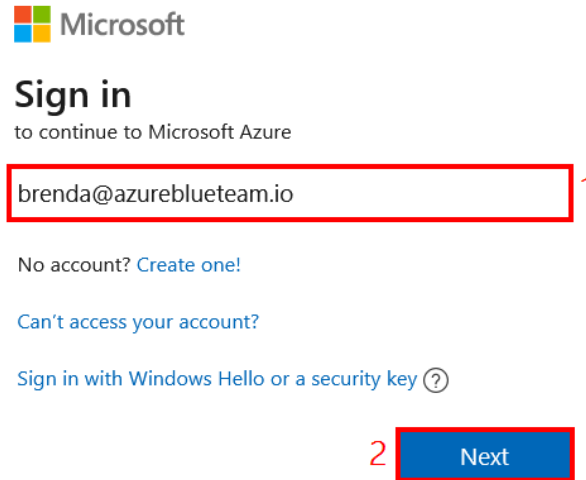 Microsoft
Sign in
to continue to Microsoft Azure
brenda@azureblueteam.io
No account? Create one!
Can't access your account?
Sign in with Windows Hello or a security key ?
2 Next